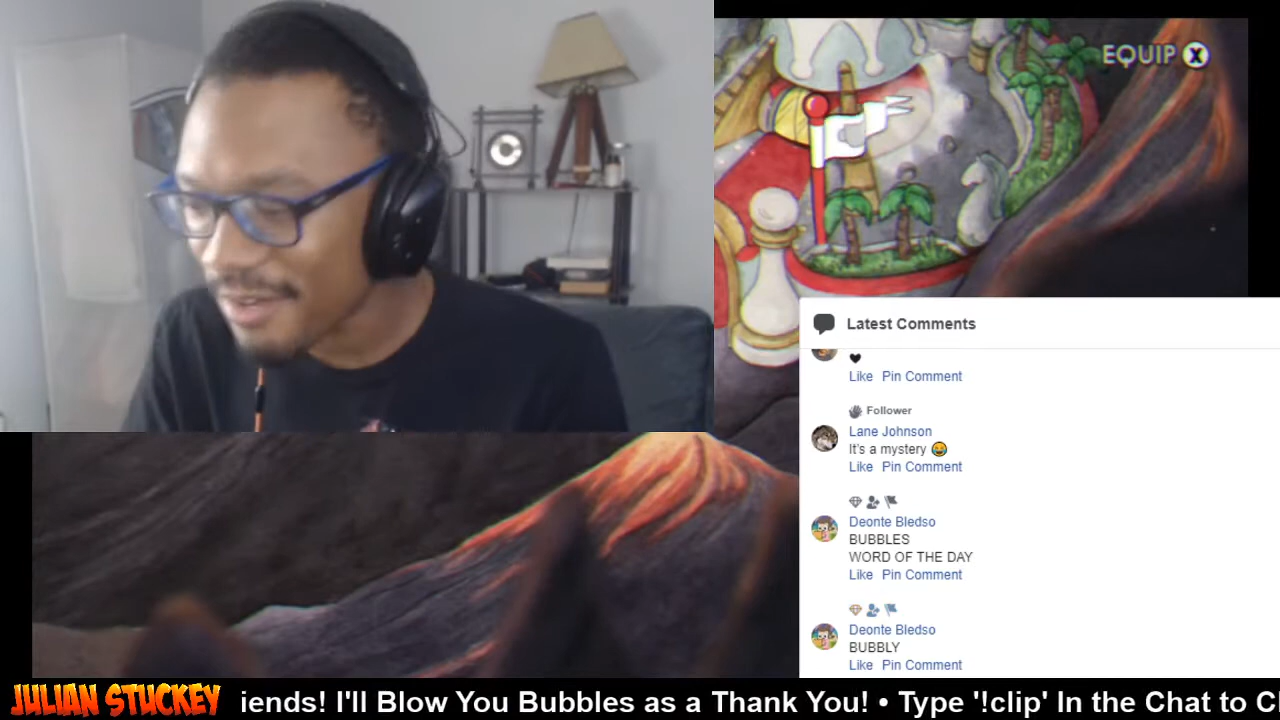 EQUIP X
Latest Comments
Like Pin Comment
Follower
Lane Johnson
It's a mystery
Like Pin Comment
Deonte Bledso
BUBBLES
WORD OF THE DAY
Like Pin Comment
Deonte Bledso
BUBBLY
Like Pin Comment
JULIAN STUCKEY iends! I'll Blow You Bubbles as a Thank You! • Type '!clip' In the Chat to Cl